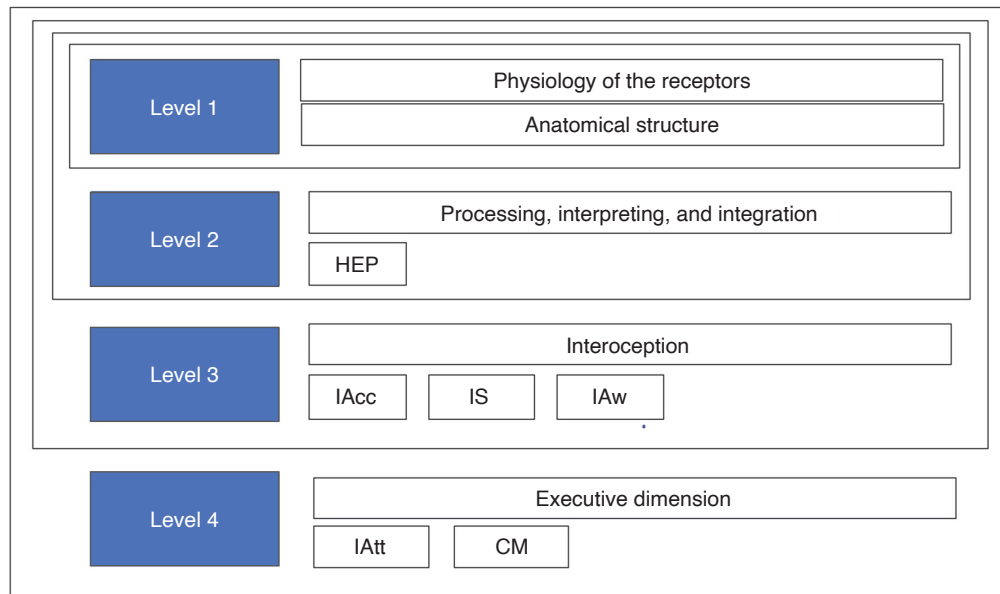 Level 1
Physiology of the receptors
Anatomical structure
Level 2
Processing, interpreting, and integration
HEP
Level 3
Interoception
IAcc IS IAw
Level 4
Executive dimension
IAtt CM